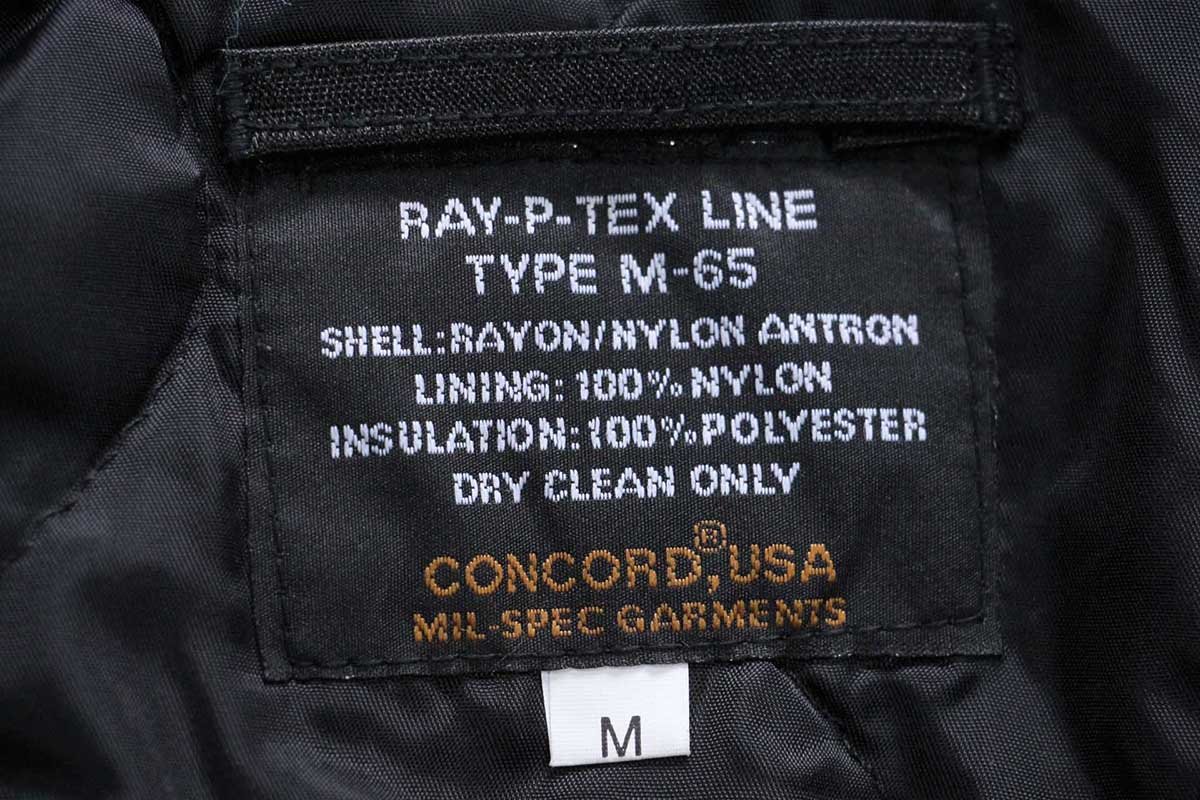 RAY-P-TEX LINE
TYPE M-65
SHELL:RAYON/NYLON ANTRON
LINING: 100% NYLON
INSULATION:100%POLYESTER
DRY CLEAN ONLY
CONCORD®,USA
MIL-SPEC GARMENTS
M